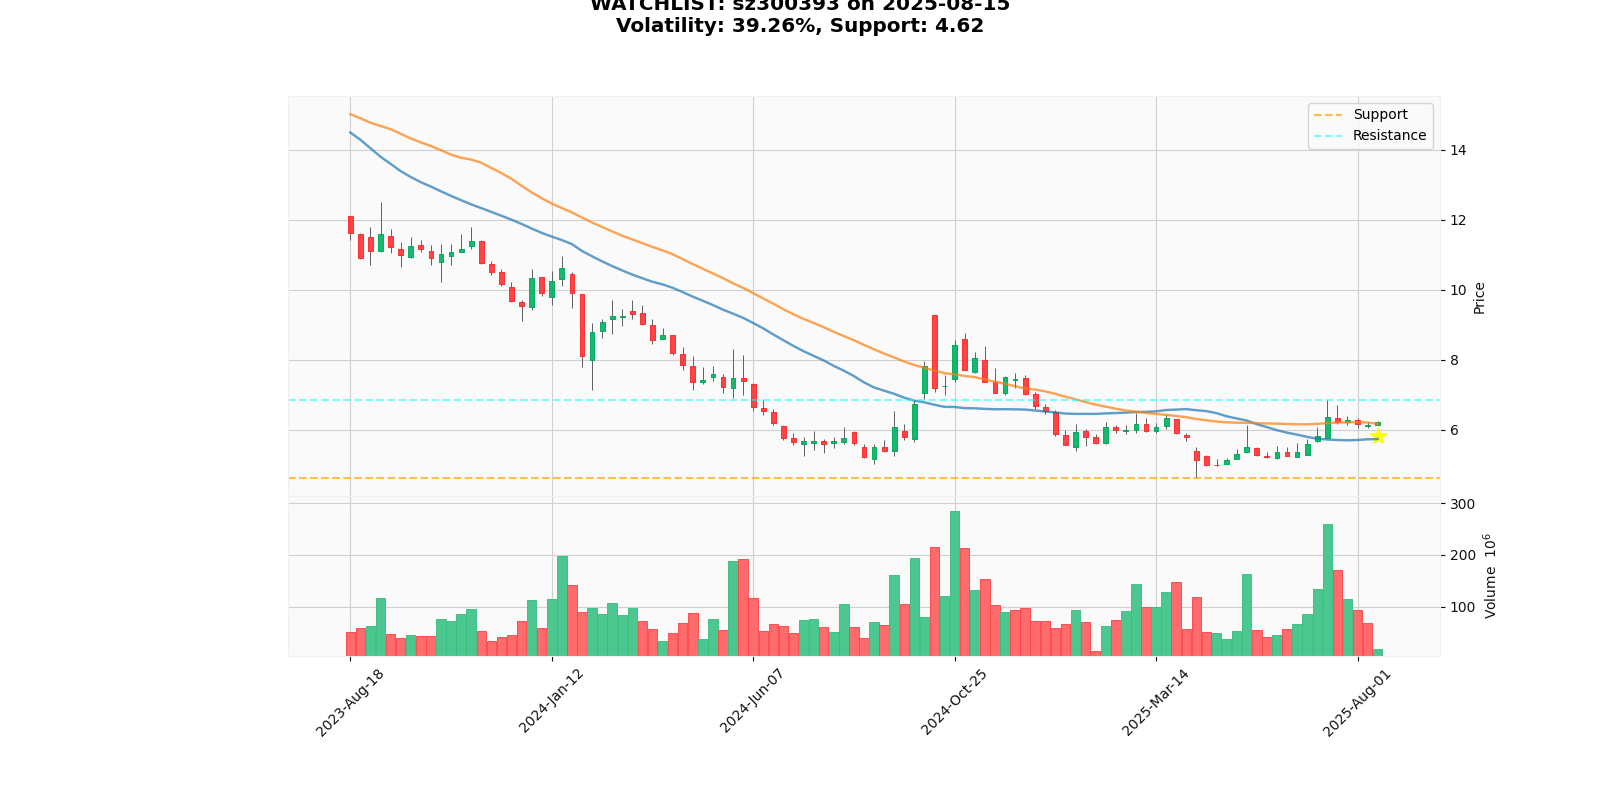 WATCHLIST: sz300393 on 2025-08-15
Volatility: 39.26%, Support: 4.62
Support
Resistance
14
12
10
8
6
Price
300
200
100
Volume 10⁶
2023-Aug-18
2024-Jan-12
2024-Jun-07
2024-Oct-25
2025-Mar-14
2025-Aug-01